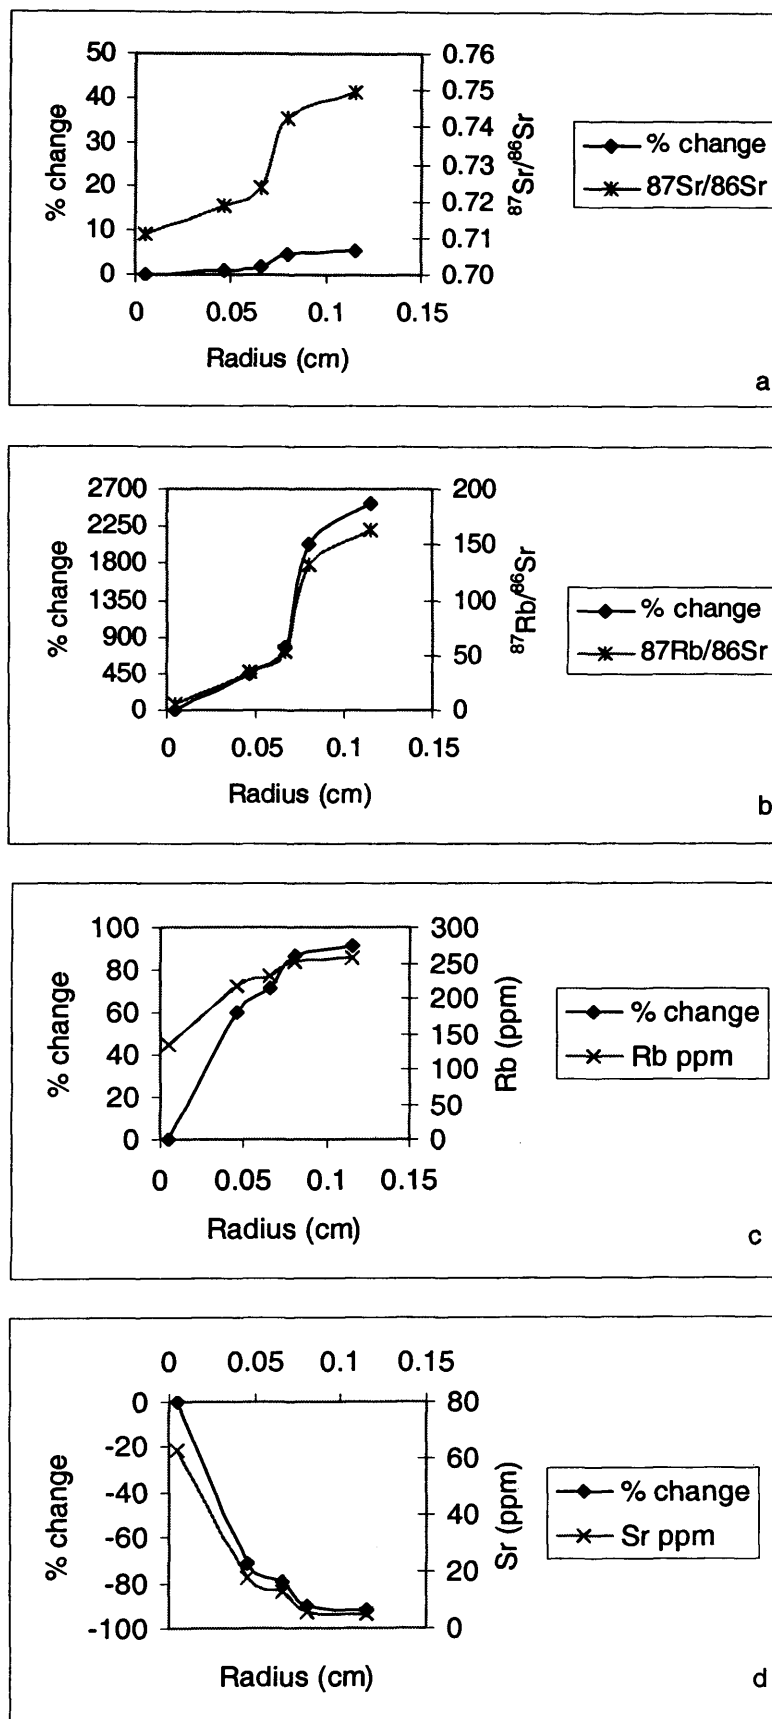 50
40
30
20
10
0
% change
0.76
0.75
0.74
0.73
0.72
0.71
0.70
⁸⁷Sr/⁸⁶Sr
0 0.05 0.1 0.15
Radius (cm)
% change
87Sr/86Sr
a
2700
2250
1800
1350
900
450
0
% change
200
150
100
50
0
⁸⁷Rb/⁸⁶Sr
0 0.05 0.1 0.15
Radius (cm)
% change
87Rb/86Sr
b
100
80
60
40
20
0
% change
300
250
200
150
100
50
0
Rb (ppm)
0 0.05 0.1 0.15
Radius (cm)
% change
Rb ppm
c
0 0.05 0.1 0.15
0
-20
-40
-60
-80
-100
% change
80
60
40
20
0
Sr (ppm)
Radius (cm)
% change
Sr ppm
d